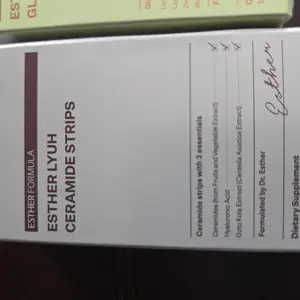 ESTHER FORMULA
ESTHER LYUH
CERAMIDE STRIPS
Ceramide strips with 3 essentials
Ceramides (from Fruits and Vegetable Extract)
Hyaluronic Acid
Gotu Kola Extract (Centella Asiatica Extract)
Formulated by Dr. Esther
Esther
Dietary Supplement